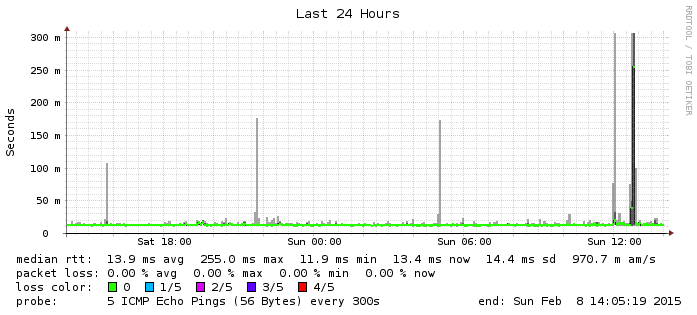 Last 24 Hours
RRDTOOL / TOBI OETIKER
Seconds
300 m
250 m
200 m
150 m
100 m
50 m
0
Sat 18:00 Sun 00:00 Sun 06:00 Sun 12:00
median rtt: 13.9 ms avg 255.0 ms max 11.9 ms min 13.4 ms now 14.4 ms sd 970.7 m am/s
packet loss: 0.00 % avg 0.00 % max 0.00 % min 0.00 % now
loss color: 0 1/5 2/5 3/5 4/5
probe: 5 ICMP Echo Pings (56 Bytes) every 300s end: Sun Feb 8 14:05:19 2015